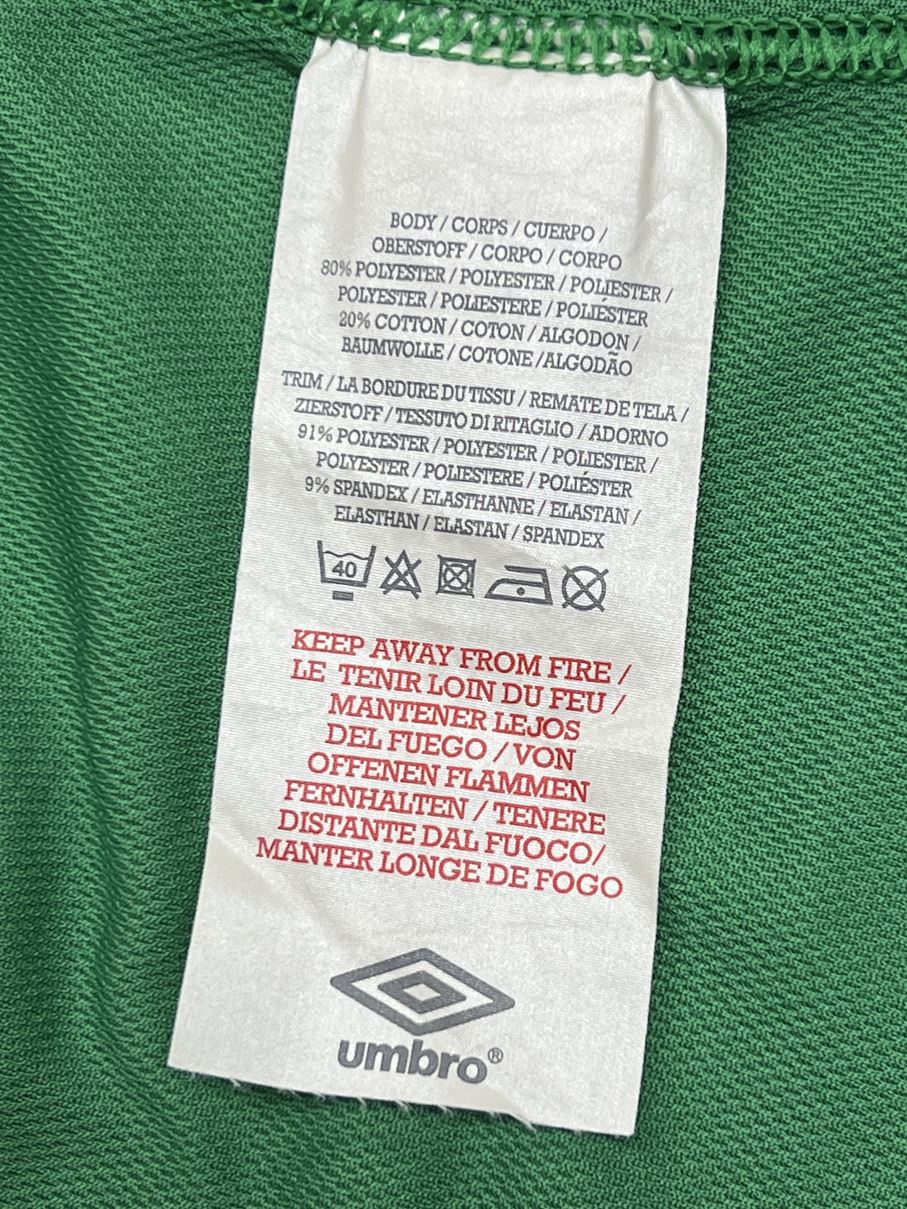 BODY / CORPS / CUERPO /
OBERSTOFF / CORPO / CORPO
80% POLYESTER / POLYESTER / POLIESTER /
POLYESTER / POLIESTERE / POLIÉSTER
20% COTTON / COTON / ALGODON /
BAUMWOLLE / COTONE /ALGODÃO
TRIM / LA BORDURE DU TISSU / REMATE DE TELA /
ZIERSTOFF / TESSUTO DI RITAGLIO / ADORNO
91% POLYESTER / POLYESTER / POLIESTER /
POLYESTER / POLIESTERE / POLIÉSTER
9% SPANDEX / ELASTHANNE / ELASTAN /
ELASTHAN / ELASTAN / SPANDEX
40
KEEP AWAY FROM FIRE /
LE TENIR LOIN DU FEU /
MANTENER LEJOS
DEL FUEGO / VON
OFFENEN FLAMMEN
FERNHALTEN / TENERE
DISTANTE DAL FUOCO/
MANTER LONGE DE FOGO
umbro®